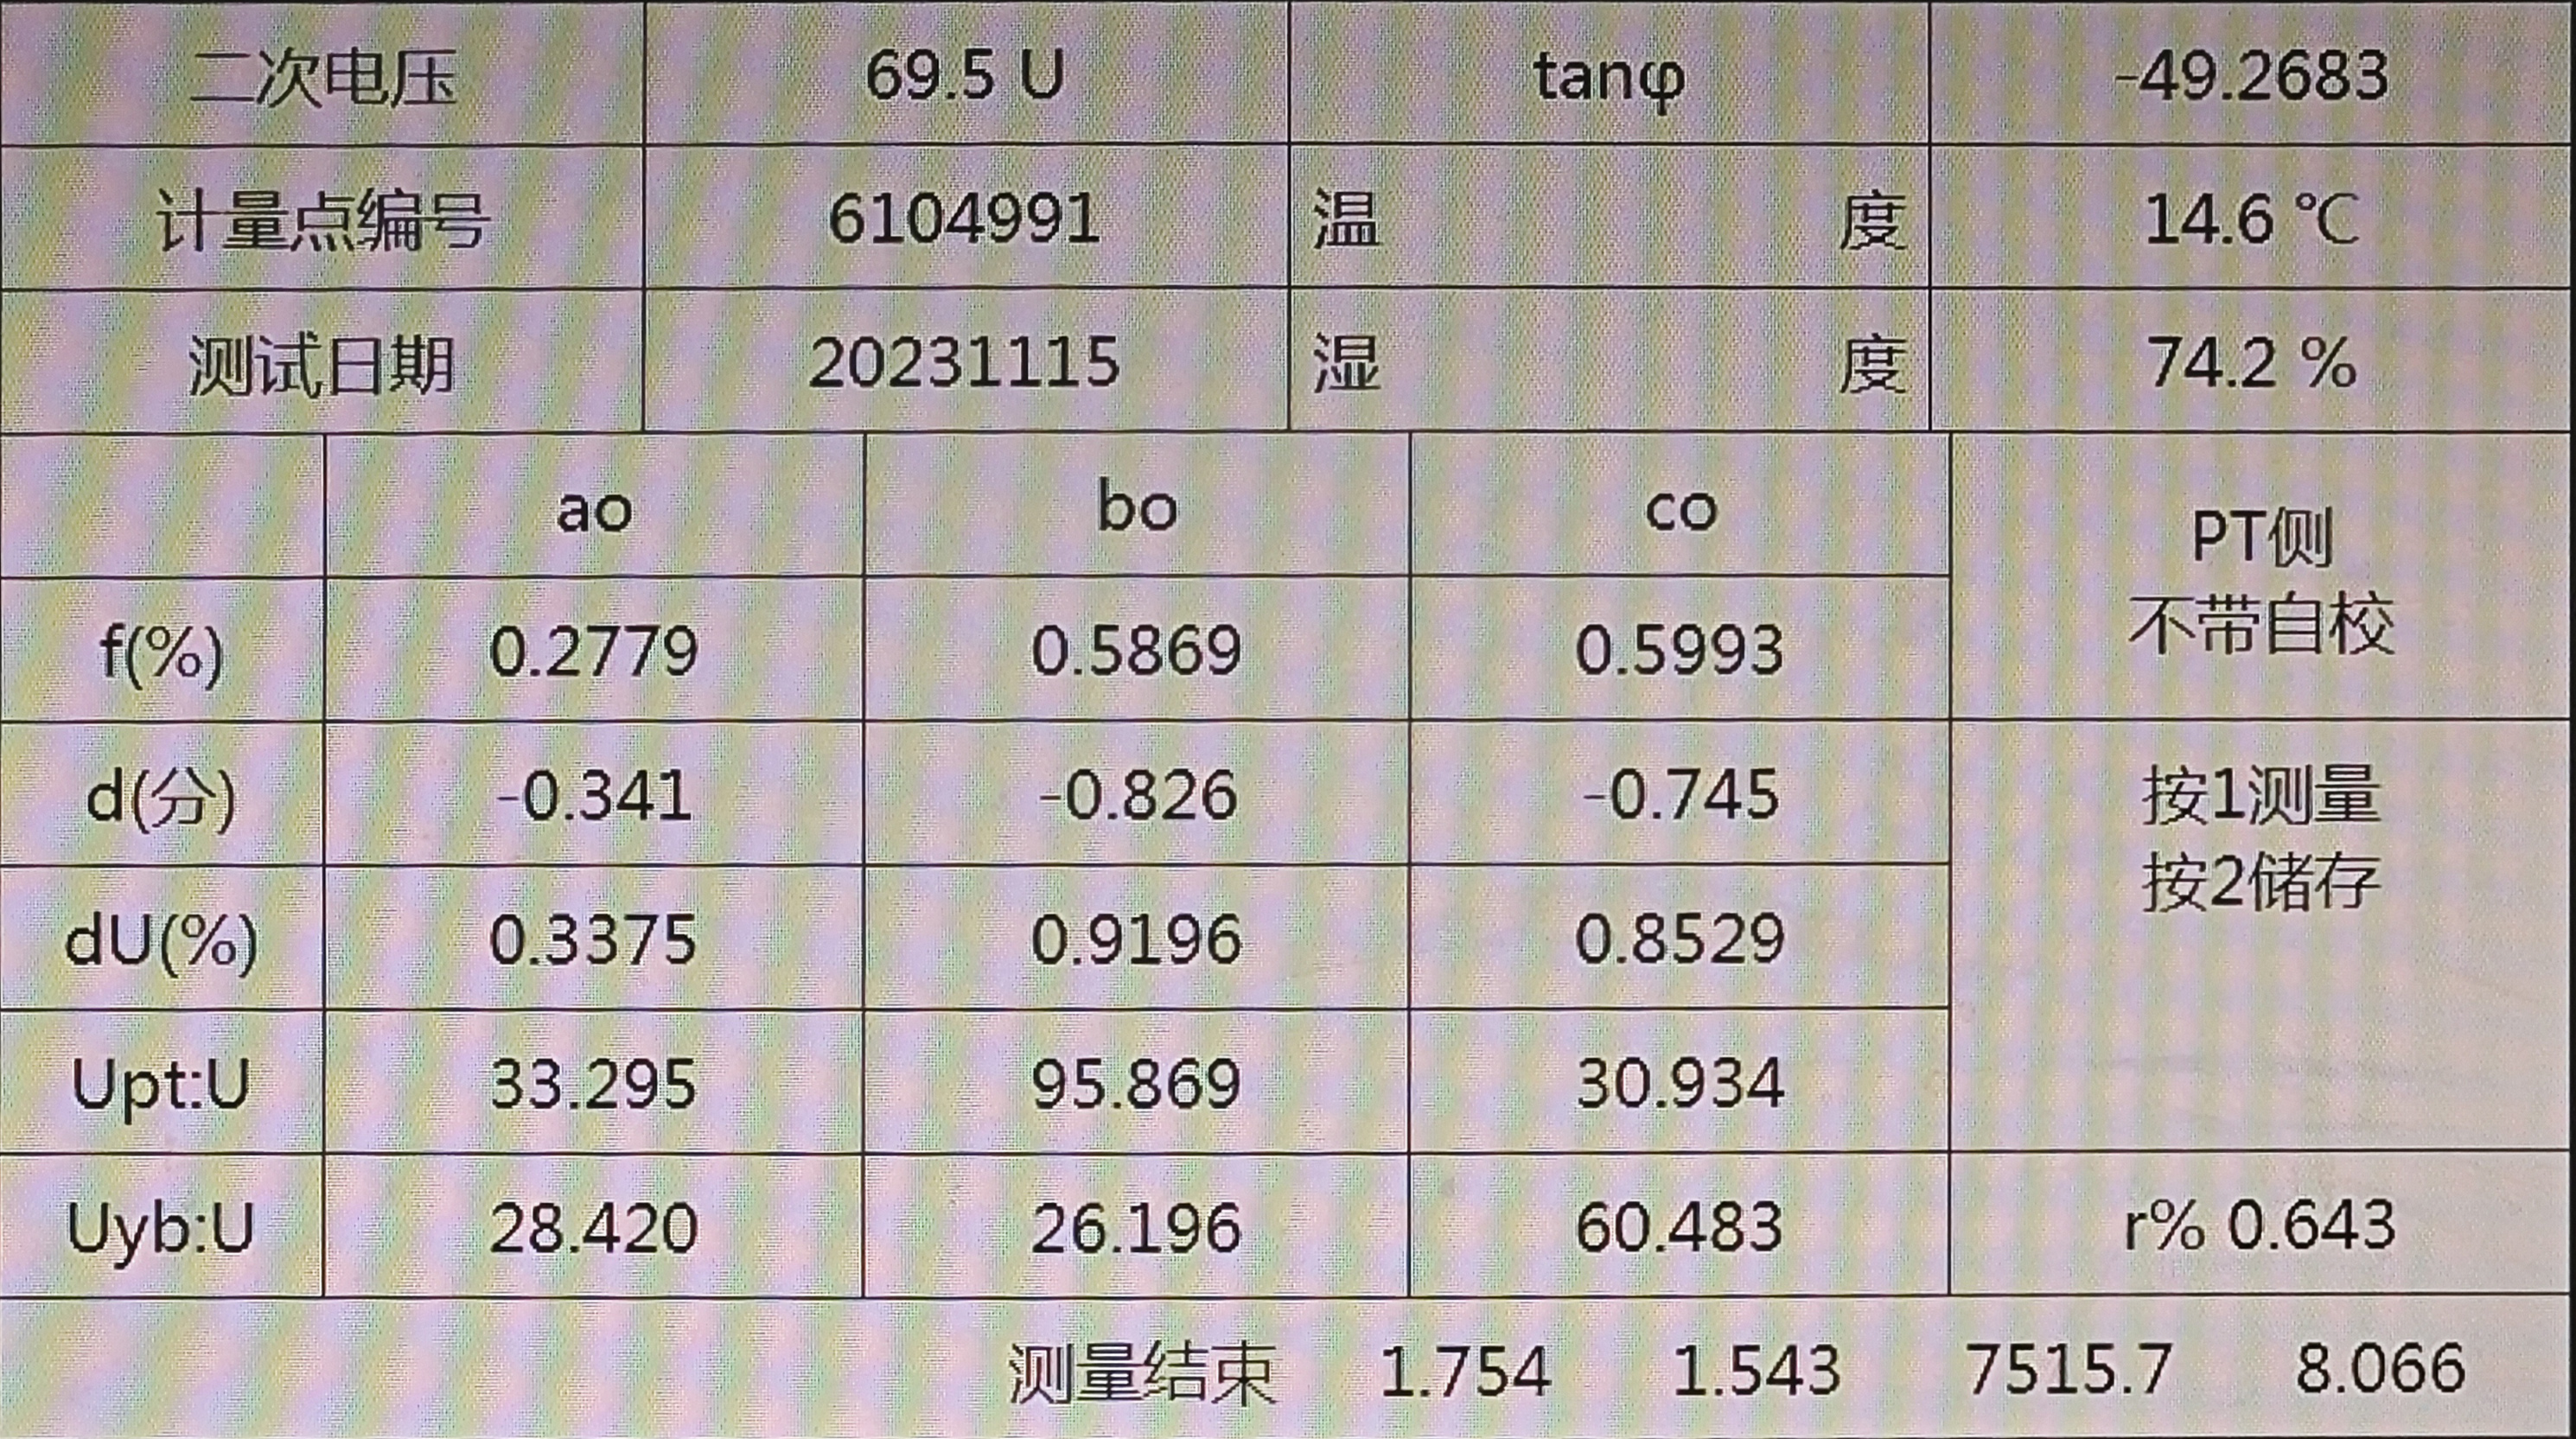 二次电压 69.5 U tanφ -49.2683
计量点编号 6104991 温 度 14.6 ℃
测试日期 20231115 湿 度 74.2 %
ao bo co
PT侧
不带自校
f(%) 0.2779 0.5869 0.5993
d(分) -0.341 -0.826 -0.745
按1测量
按2储存
dU(%) 0.3375 0.9196 0.8529
Upt:U 33.295 95.869 30.934
Uyb:U 28.420 26.196 60.483 r% 0.643
测量结束 1.754 1.543 7515.7 8.066